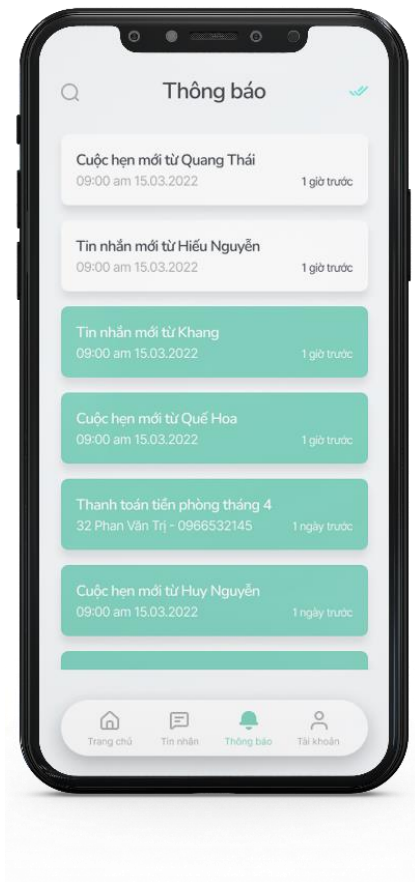 Thông báo
Cuộc hẹn mới từ Quang Thái
09:00 am 15.03.2022 1 giờ trước
Tin nhắn mới từ Hiếu Nguyễn
09:00 am 15.03.2022 1 giờ trước
Tin nhắn mới từ Khang
09:00 am 15.03.2022 1 giờ trước
Cuộc hẹn mới từ Quế Hoa
09:00 am 15.03.2022 1 giờ trước
Thanh toán tiền phòng tháng 4
32 Phan Văn Trị - 0966532145 1 ngày trước
Cuộc hẹn mới từ Huy Nguyễn
09:00 am 15.03.2022 1 ngày trước
Trang chủ Tin nhắn Thông báo Tài khoản